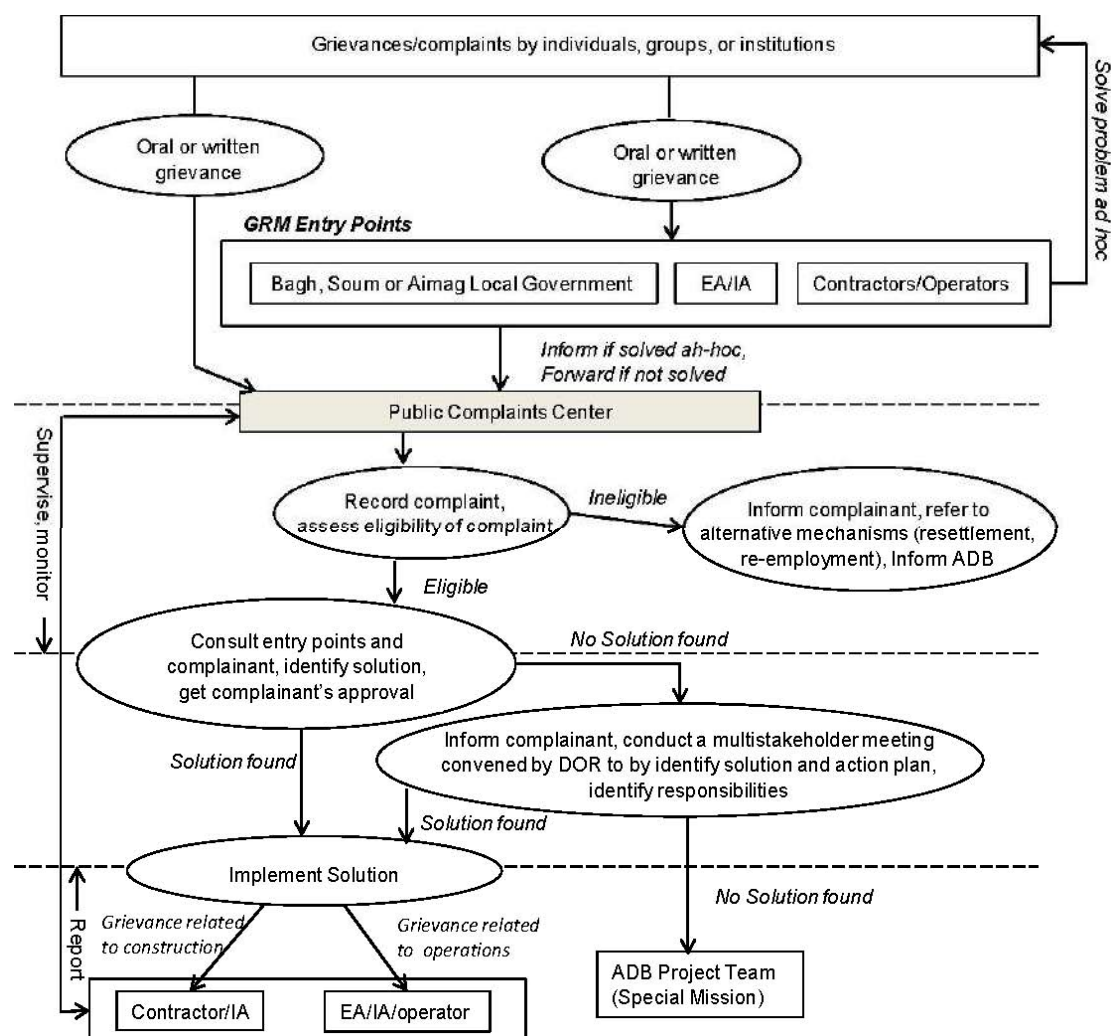 Grievances/complaints by individuals, groups, or institutions
Solve problem ad hoc
Oral or written
grievance
Oral or written
grievance
GRM Entry Points
Bagh, Soum or Aimag Local Government
EA/IA
Contractors/Operators
Inform if solved ah-hoc,
Forward if not solved
Public Complaints Center
Supervise, monitor
Record complaint,
assess eligibility of complaint
Ineligible
Inform complainant, refer to
alternative mechanisms (resettlement,
re-employment), Inform ADB
Eligible
Consult entry points and
complainant, identify solution,
get complainant's approval
No Solution found
Solution found
Inform complainant, conduct a multistakeholder meeting
convened by DOR to by identify solution and action plan,
identify responsibilities
Solution found
Implement Solution
No Solution found
Report
Grievance related
to construction
Grievance related
to operations
Contractor/IA
EA/IA/operator
ADB Project Team
(Special Mission)